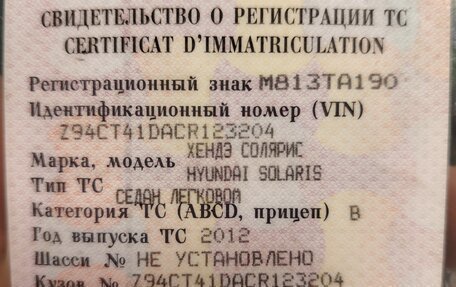 СВИДЕТЕЛЬСТВО О РЕГИСТРАЦИИ ТС
CERTIFICAT D'IMMATRICULATION
Регистрационный знак М813ТА190
Идентификационный номер (VIN)
Z94CT41DACR123204
Марка, модель ХЕНДЭ СОЛЯРИС
HYUNDAI SOLARIS
Тип ТС СЕДАН ЛЕГКОВОЙ
Категория ТС (ABCD, прицеп) B
Год выпуска ТС 2012
Шасси № НЕ УСТАНОВЛЕНО
Кузов № Z94CT41DACR123204